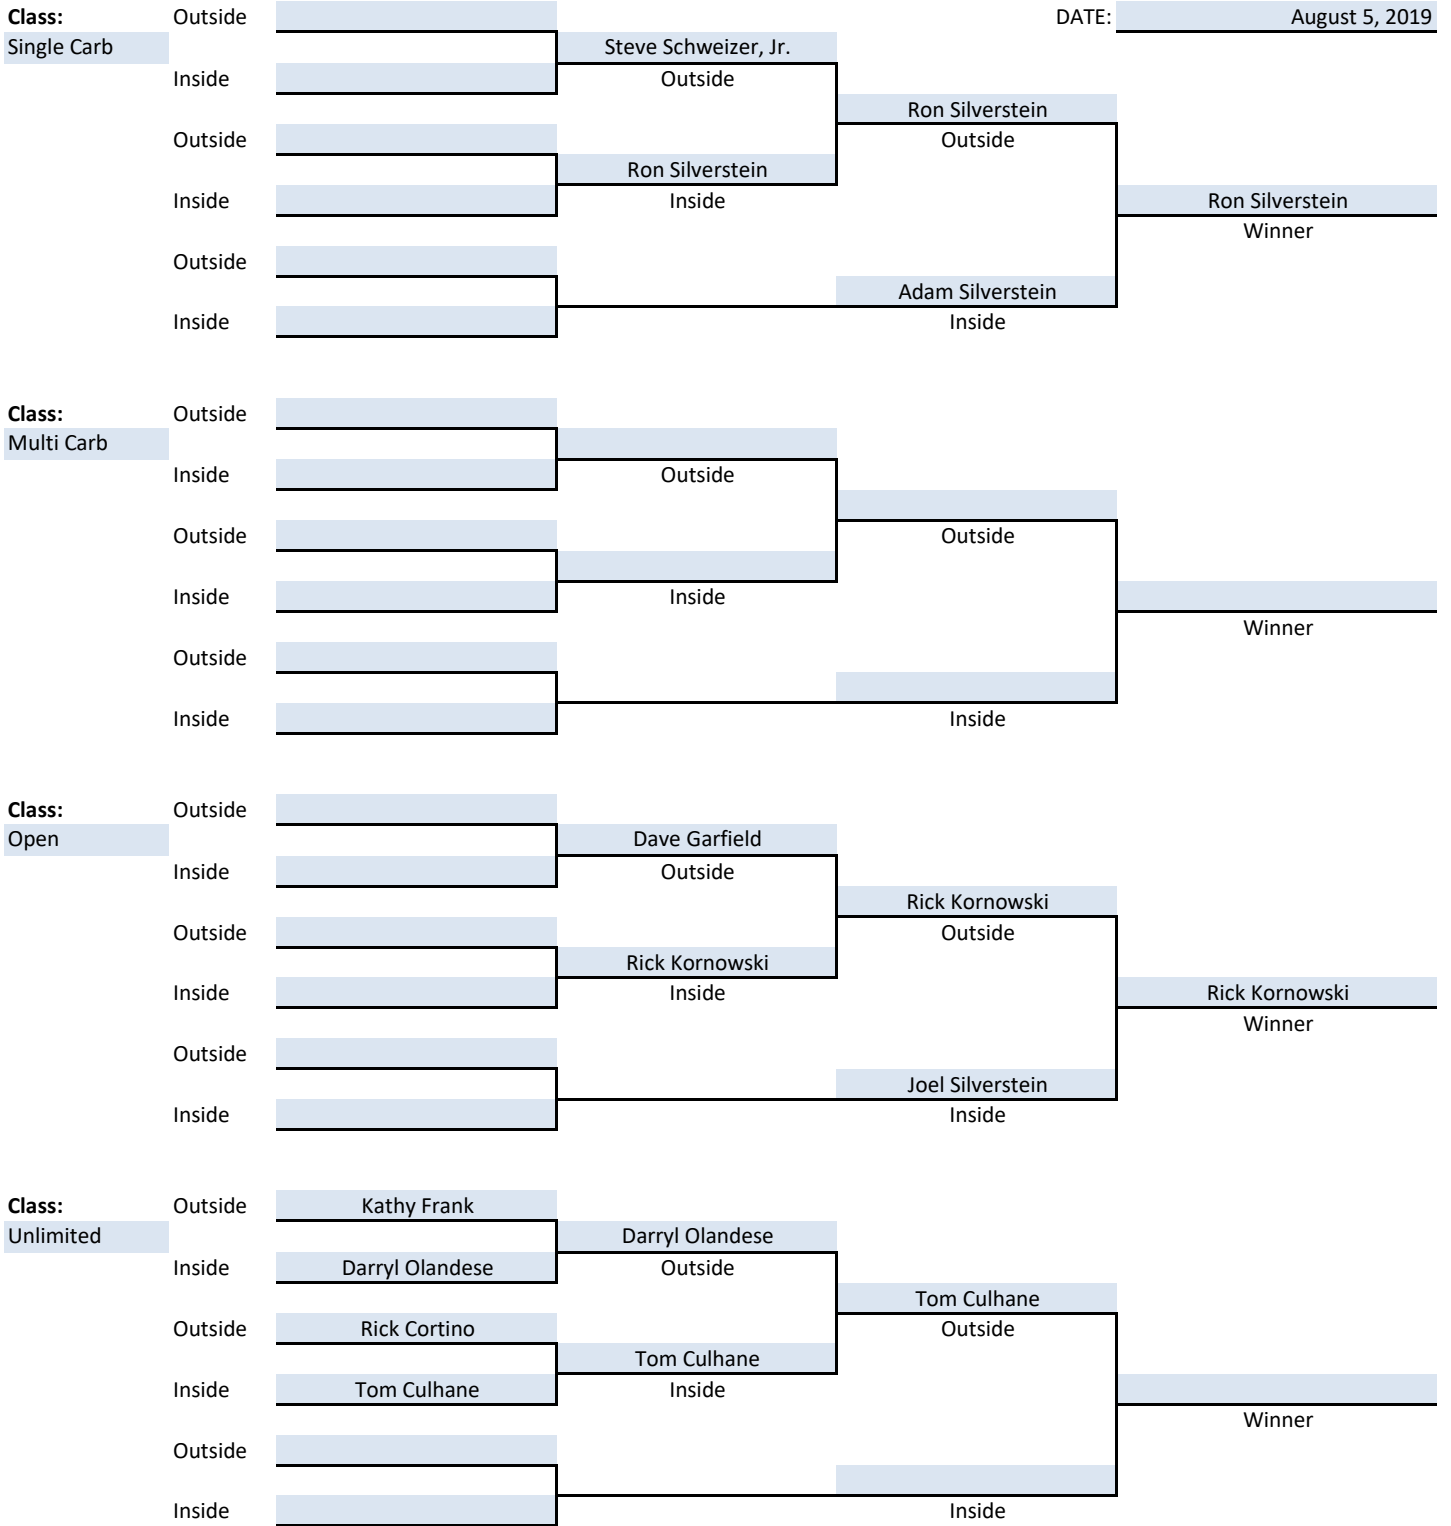 Class: Outside DATE: August 5, 2019
Single Carb Steve Schweizer, Jr.
Inside Outside
Ron Silverstein
Outside Outside
Ron Silverstein
Inside Inside Ron Silverstein
Winner
Outside
Adam Silverstein
Inside Inside
Class: Outside
Multi Carb
Inside Outside
Outside Outside
Inside Inside
Winner
Outside
Inside Inside
Class: Outside
Open Dave Garfield
Inside Outside
Rick Kornowski
Outside Outside
Rick Kornowski
Inside Inside Rick Kornowski
Winner
Outside
Joel Silverstein
Inside Inside
Class: Outside Kathy Frank
Unlimited Darryl Olandese
Inside Darryl Olandese Outside
Tom Culhane
Outside Rick Cortino Outside
Tom Culhane
Inside Tom Culhane Inside
Winner
Outside
Inside Inside